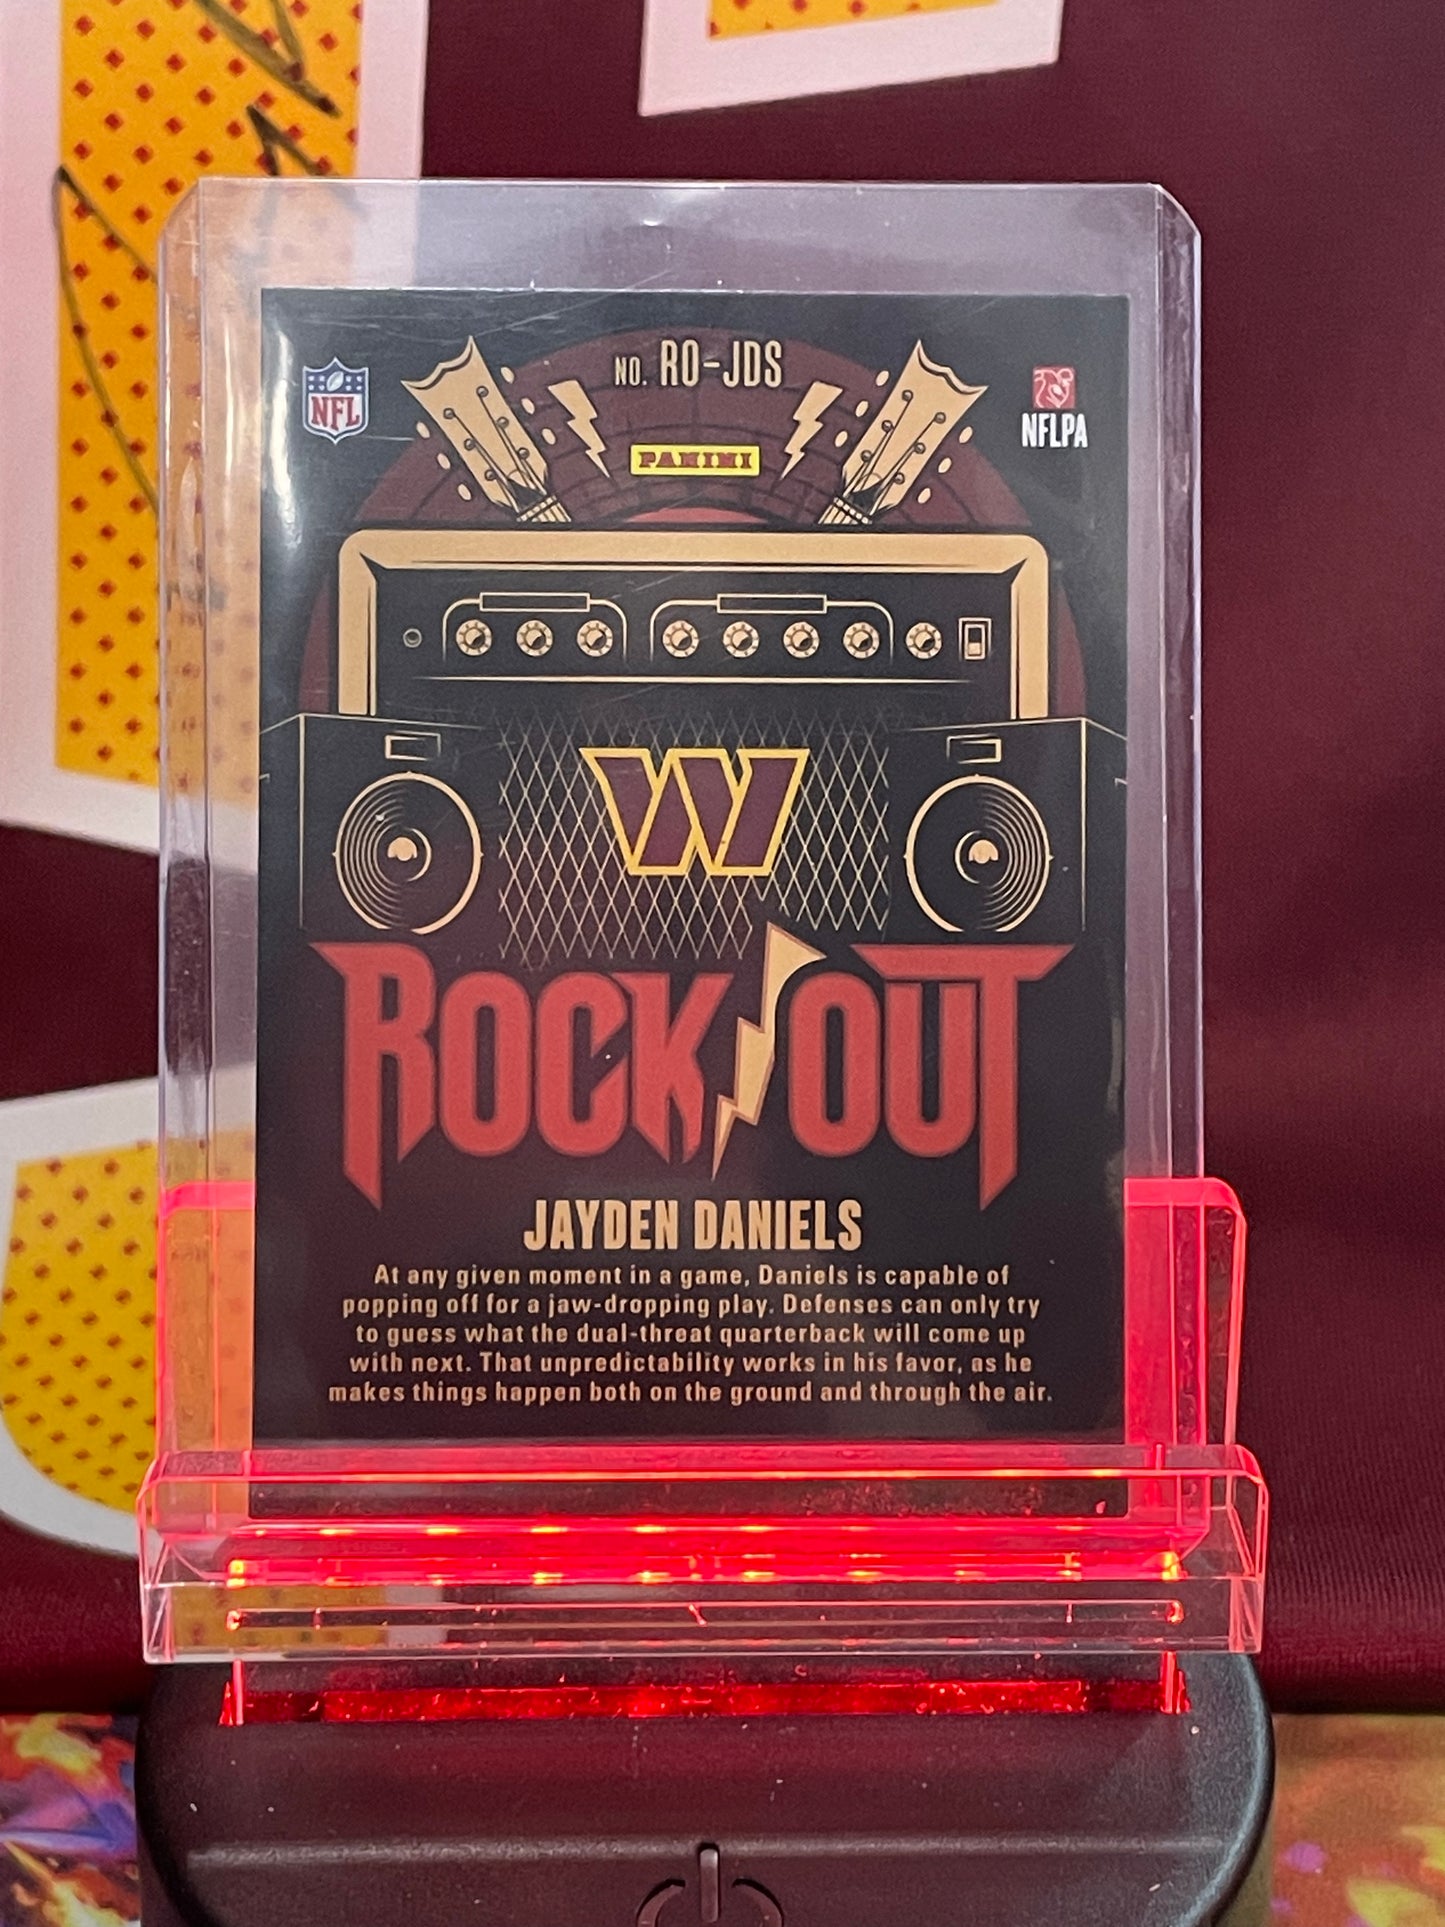 NO. RO-JDS
NFL
NFLPA
PANINI
W
ROCK OUT
JAYDEN DANIELS
At any given moment in a game, Daniels is capable of
popping off for a jaw-dropping play. Defenses can only try
to guess what the dual-threat quarterback will come up
with next. That unpredictability works in his favor, as he
makes things happen both on the ground and through the air.